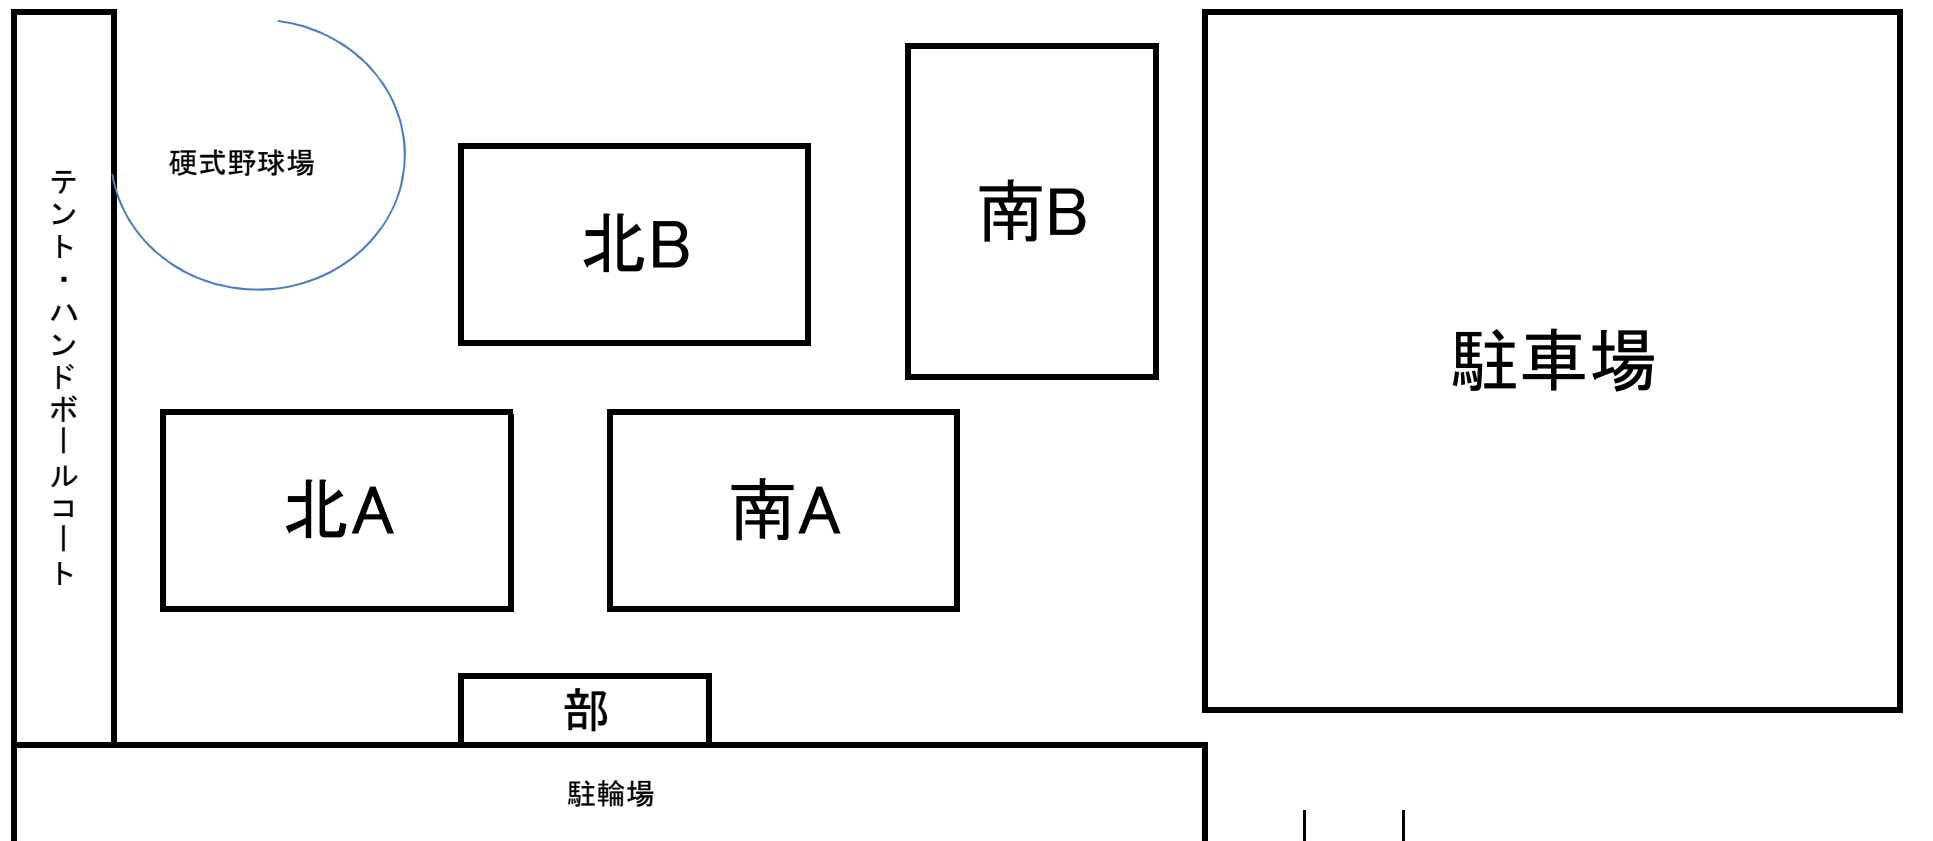 テント・ハンドボールコート
硬式野球場
北B
南B
駐車場
北A
南A
部
駐輪場